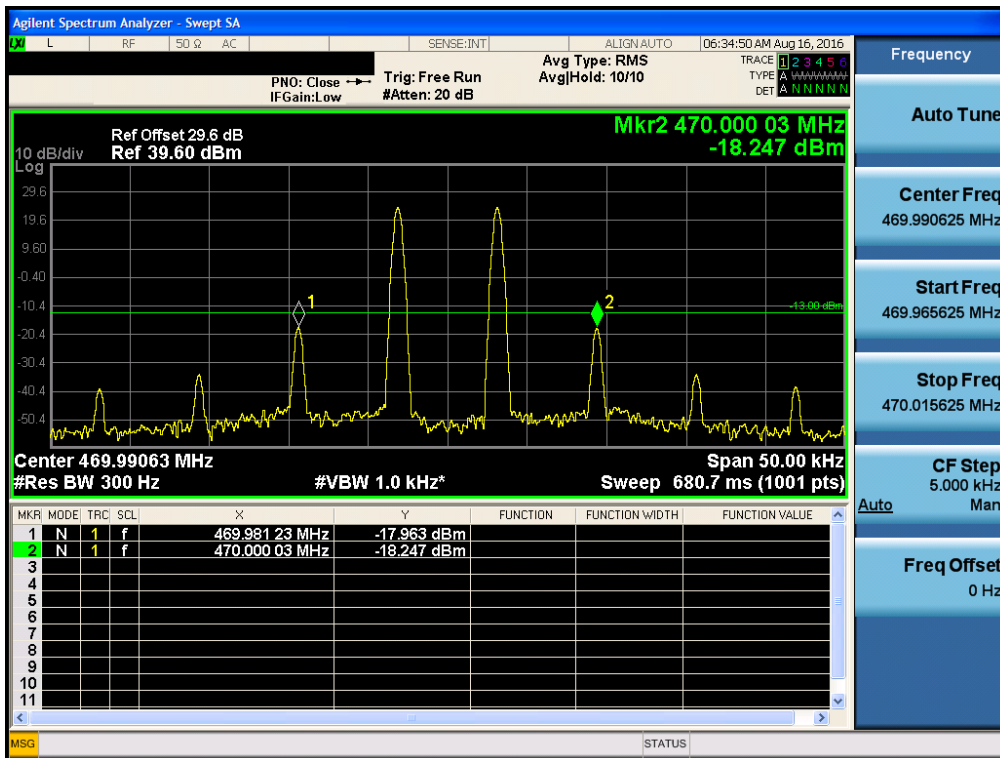 Agilent Spectrum Analyzer - Swept SA
LXI L RF 50 Ω AC SENSE:INT ALIGN AUTO 06:34:50 AM Aug 16, 2016
PNO: Close Trig: Free Run Avg Type: RMS TRACE 1 2 3 4 5 6
IFGain:Low #Atten: 20 dB Avg|Hold: 10/10 TYPE A WWWWW
DET A N N N N N
Ref Offset 29.6 dB Mkr2 470.000 03 MHz
10 dB/div Ref 39.60 dBm -18.247 dBm
Log
29.6
19.6
9.60
-0.40
-10.4
-20.4
-30.4
-40.4
-50.4
1
2
-13.00 dBm
Center 469.99063 MHz Span 50.00 kHz
#Res BW 300 Hz #VBW 1.0 kHz* Sweep 680.7 ms (1001 pts)
MKR MODE TRC SCL X Y FUNCTION FUNCTION WIDTH FUNCTION VALUE
1 N 1 f 469.981 23 MHz -17.963 dBm
2 N 1 f 470.000 03 MHz -18.247 dBm
3
4
5
6
7
8
9
10
11
MSG STATUS
Frequency
Auto Tune
Center Freq
469.990625 MHz
Start Freq
469.965625 MHz
Stop Freq
470.015625 MHz
CF Step
5.000 kHz
Auto Man
Freq Offset
0 Hz